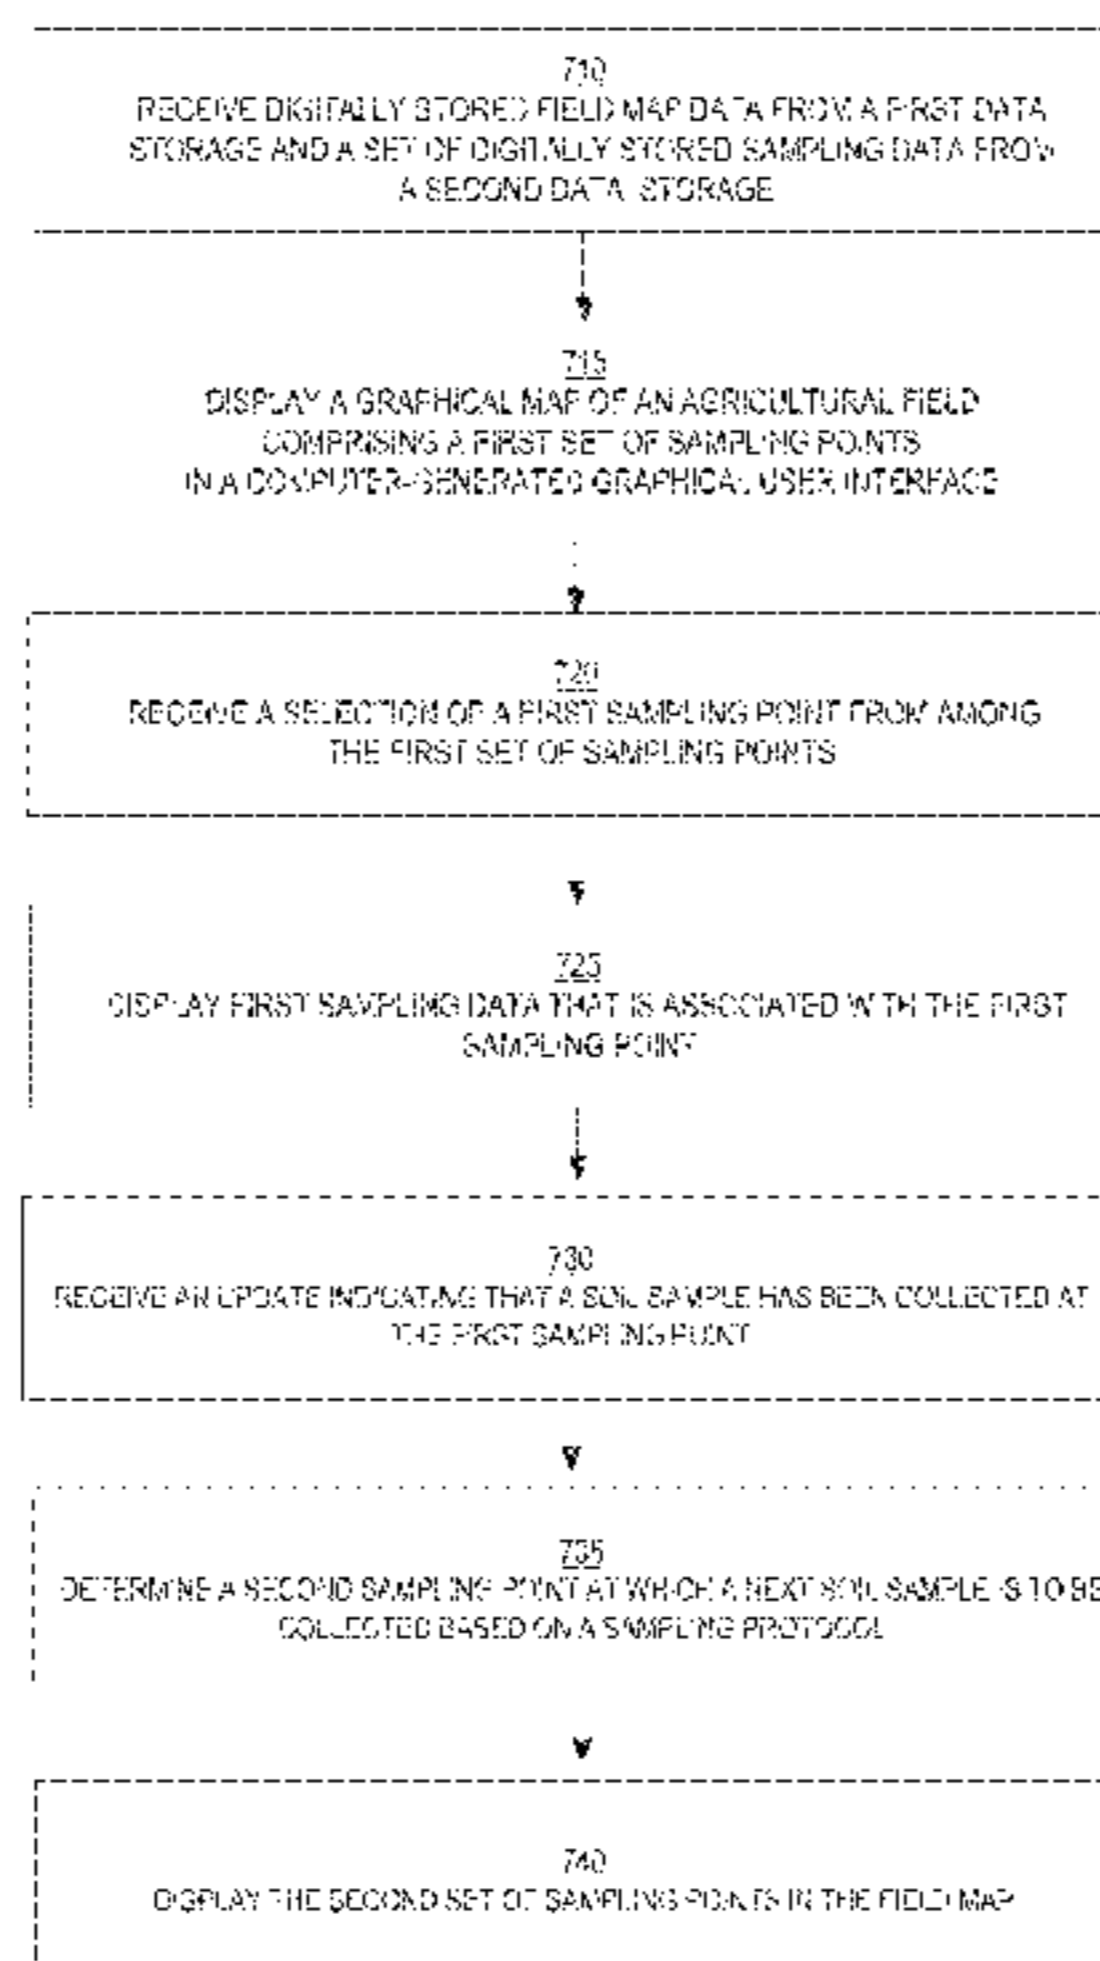 710
RECEIVE DIGITALLY STORED FIELD MAP DATA FROM A FIRST DATA
STORAGE AND A SET OF DIGITALLY STORED SAMPLING DATA FROM
A SECOND DATA STORAGE
715
DISPLAY A GRAPHICAL MAP OF AN AGRICULTURAL FIELD
COMPRISING A FIRST SET OF SAMPLING POINTS
IN A COMPUTER-GENERATED GRAPHICAL USER INTERFACE
720
RECEIVE A SELECTION OF A FIRST SAMPLING POINT FROM AMONG
THE FIRST SET OF SAMPLING POINTS
725
DISPLAY FIRST SAMPLING DATA THAT IS ASSOCIATED WITH THE FIRST
SAMPLING POINT
730
RECEIVE AN UPDATE INDICATING THAT A SOIL SAMPLE HAS BEEN COLLECTED AT
THE FIRST SAMPLING POINT
735
DETERMINE A SECOND SAMPLING POINT AT WHICH A NEXT SOIL SAMPLE IS TO BE
COLLECTED BASED ON A SAMPLING PROTOCOL
740
DISPLAY THE SECOND SET OF SAMPLING POINTS IN THE FIELD MAP